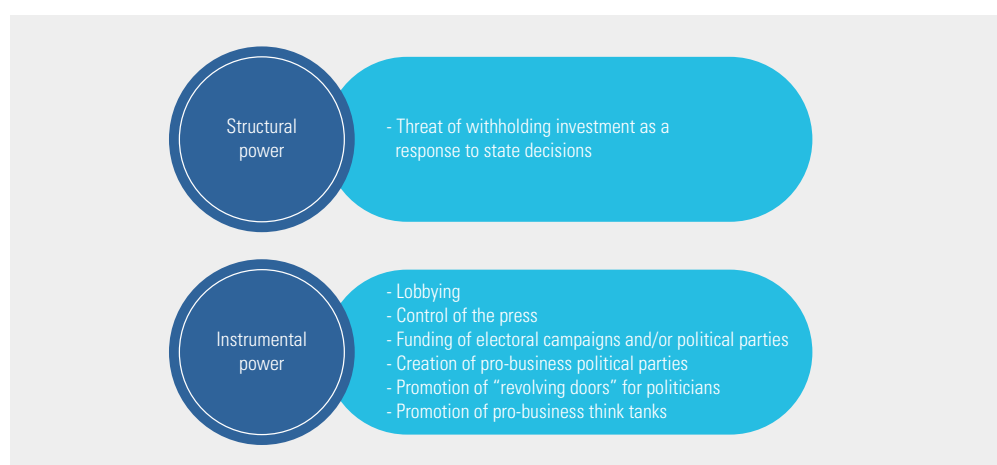 Structural
power
- Threat of withholding investment as a
response to state decisions
Instrumental
power
- Lobbying
- Control of the press
- Funding of electoral campaigns and/or political parties
- Creation of pro-business political parties
- Promotion of “revolving doors” for politicians
- Promotion of pro-business think tanks